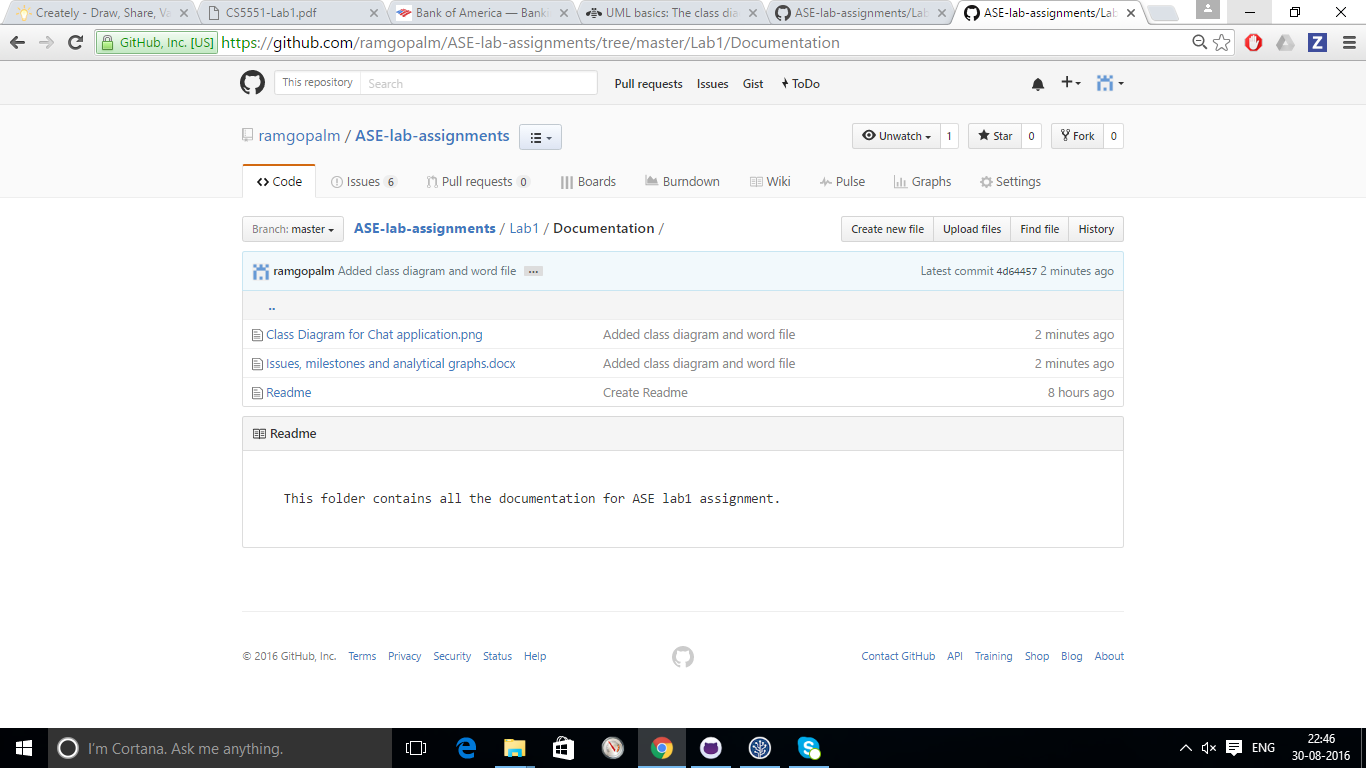 Creately - Draw, Share, Va
CS5551-Lab1.pdf
Bank of America — Banki
UML basics: The class dia
ASE-lab-assignments/Lab
ASE-lab-assignments/Lab
GitHub, Inc. [US] https://github.com/ramgopalm/ASE-lab-assignments/tree/master/Lab1/Documentation
Z
This repository Search Pull requests Issues Gist ToDo
ramgopalm / ASE-lab-assignments Unwatch 1 Star 0 Fork 0
Code Issues 6 Pull requests 0 Boards Burndown Wiki Pulse Graphs Settings
Branch: master ASE-lab-assignments / Lab1 / Documentation / Create new file Upload files Find file History
ramgopalm Added class diagram and word file ... Latest commit 4d64457 2 minutes ago
..
Class Diagram for Chat application.png Added class diagram and word file 2 minutes ago
Issues, milestones and analytical graphs.docx Added class diagram and word file 2 minutes ago
Readme Create Readme 8 hours ago
Readme
This folder contains all the documentation for ASE lab1 assignment.
© 2016 GitHub, Inc. Terms Privacy Security Status Help Contact GitHub API Training Shop Blog About
I'm Cortana. Ask me anything. ENG 22:46
30-08-2016